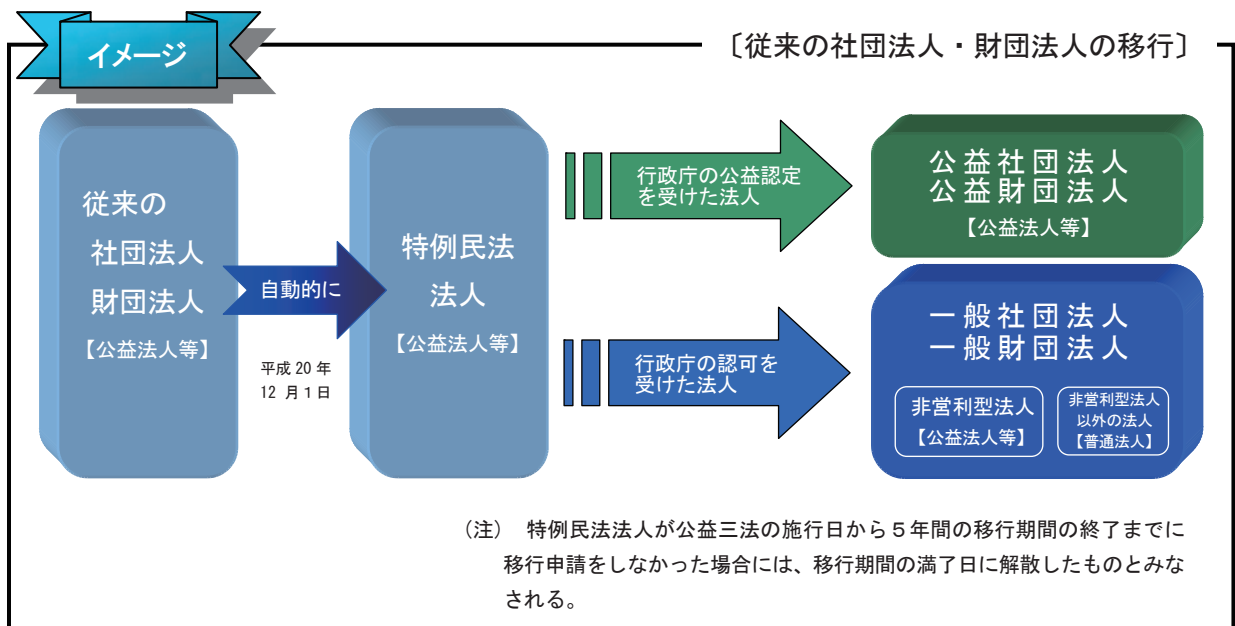 イメージ
〔従来の社団法人・財団法人の移行〕
従来の
社団法人
財団法人
【公益法人等】
自動的に
平成 20 年
12 月 1 日
特例民法
法人
【公益法人等】
行政庁の公益認定
を受けた法人
公益社団法人
公益財団法人
【公益法人等】
行政庁の認可を
受けた法人
一般社団法人
一般財団法人
非営利型法人
【公益法人等】
非営利型法人
以外の法人
【普通法人】
（注） 特例民法法人が公益三法の施行日から５年間の移行期間の終了までに
移行申請をしなかった場合には、移行期間の満了日に解散したものとみな
される。